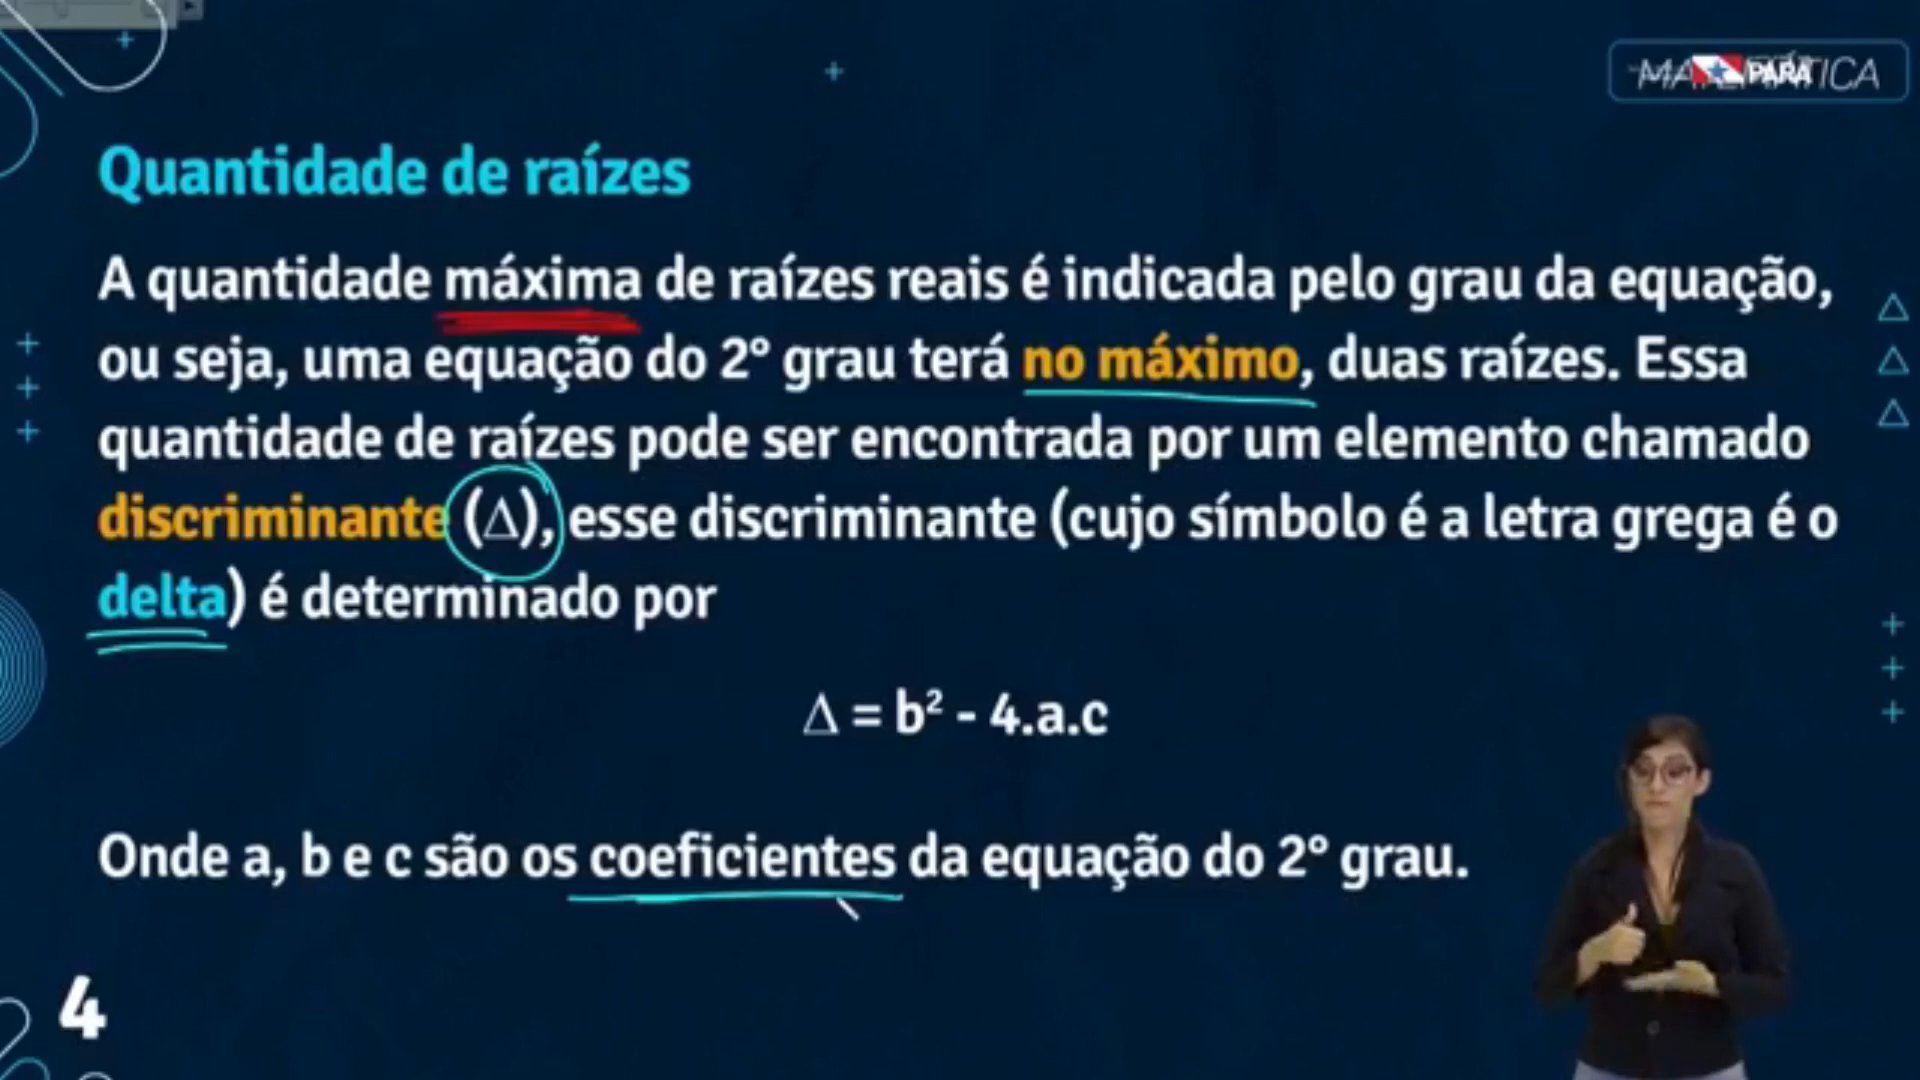 MATEMÁTICA
PARÁ
Quantidade de raízes
A quantidade máxima de raízes reais é indicada pelo grau da equação,
ou seja, uma equação do 2° grau terá no máximo, duas raízes. Essa
quantidade de raízes pode ser encontrada por um elemento chamado
discriminante (Δ), esse discriminante (cujo símbolo é a letra grega é o
delta) é determinado por
Δ = b² - 4.a.c
Onde a, b e c são os coeficientes da equação do 2° grau.
4